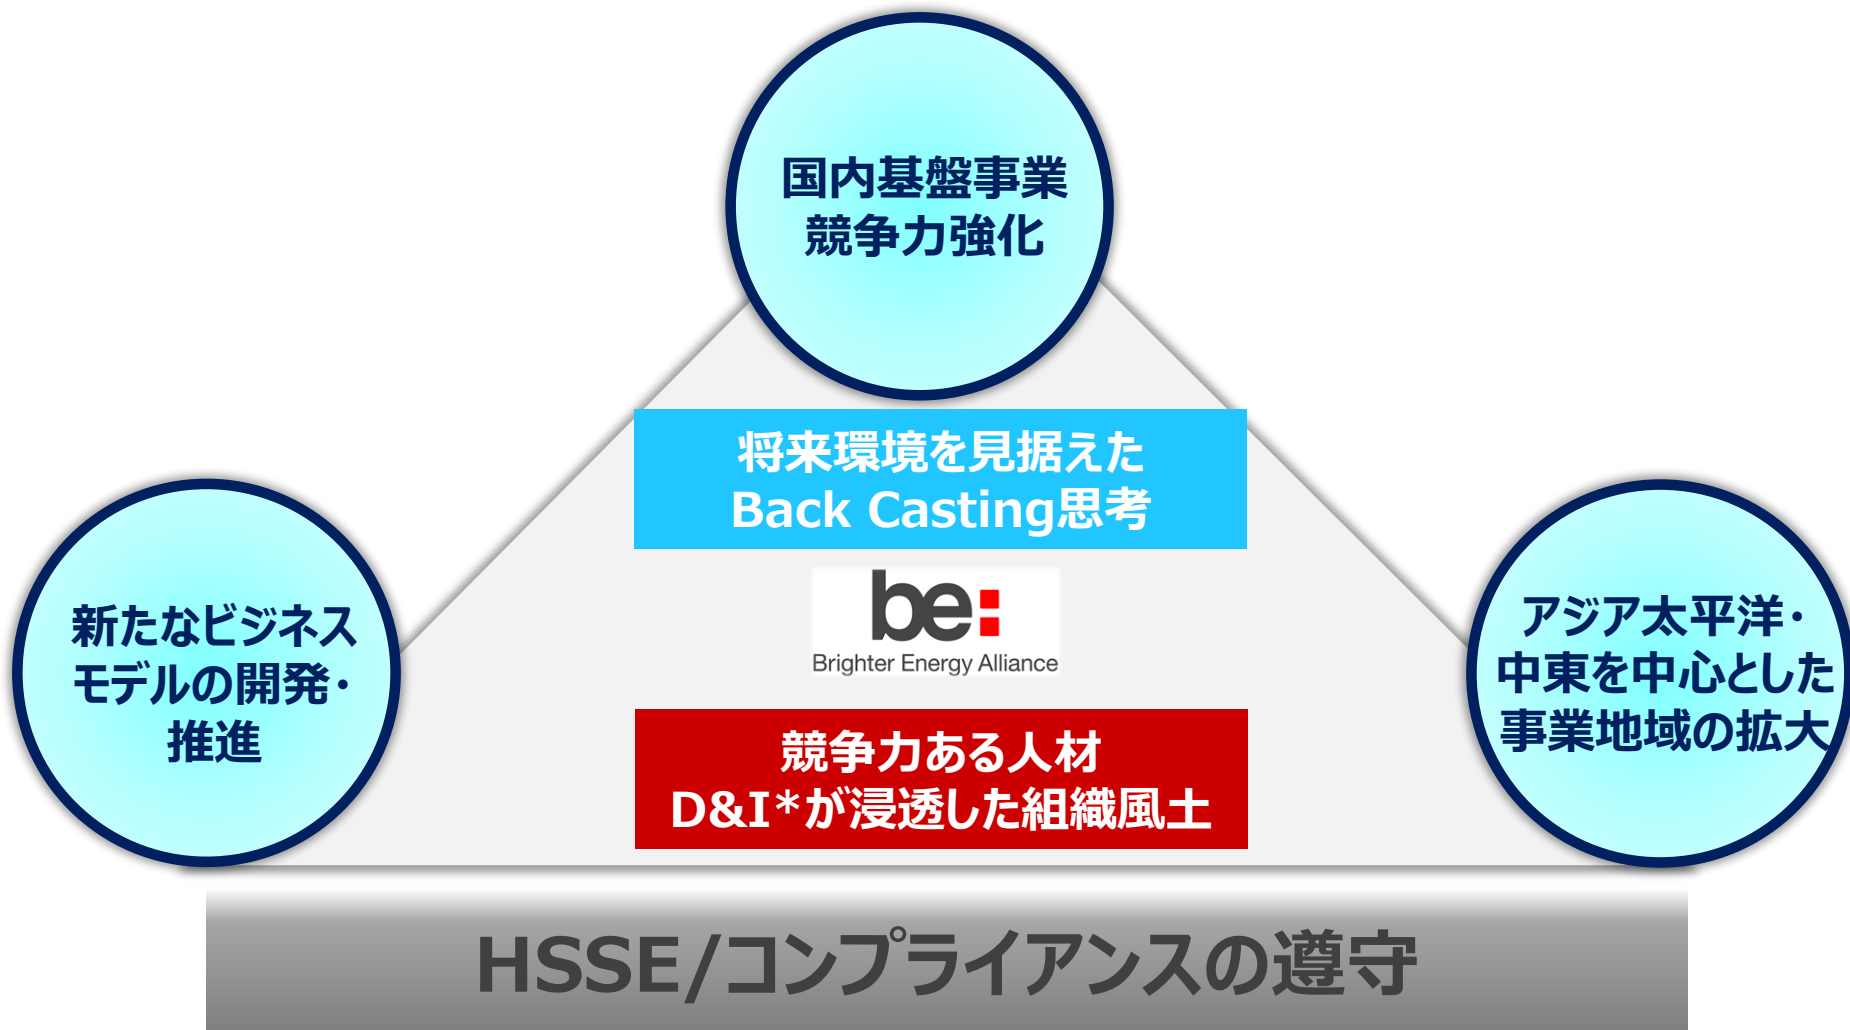 国内基盤事業
競争力強化
将来環境を見据えた
Back Casting思考
新たなビジネス
モデルの開発・
推進
be:
Brighter Energy Alliance
アジア太平洋・
中東を中心とした
事業地域の拡大
競争力ある人材
D&I*が浸透した組織風土
HSSE/コンプライアンスの遵守